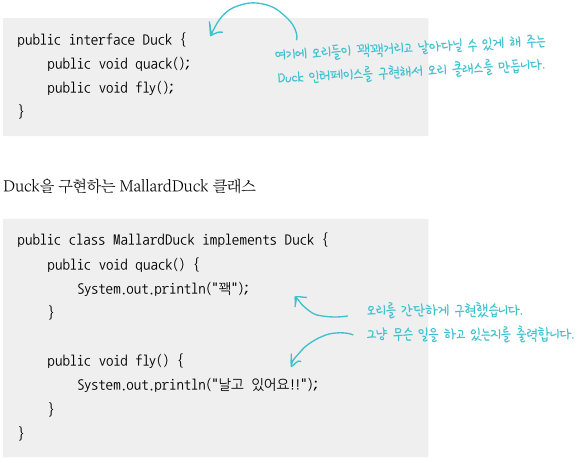 public interface Duck {
public void quack();
public void fly();
}
여기에 오리들이 꽥꽥거리고 날아다닐 수 있게 해 주는
Duck 인터페이스를 구현해서 오리 클래스를 만듭니다.
Duck을 구현하는 MallardDuck 클래스
public class MallardDuck implements Duck {
public void quack() {
System.out.println("꽥");
}
오리를 간단하게 구현했습니다.
그냥 무슨 일을 하고 있는지를 출력합니다.
public void fly() {
System.out.println("날고 있어요!!");
}
}